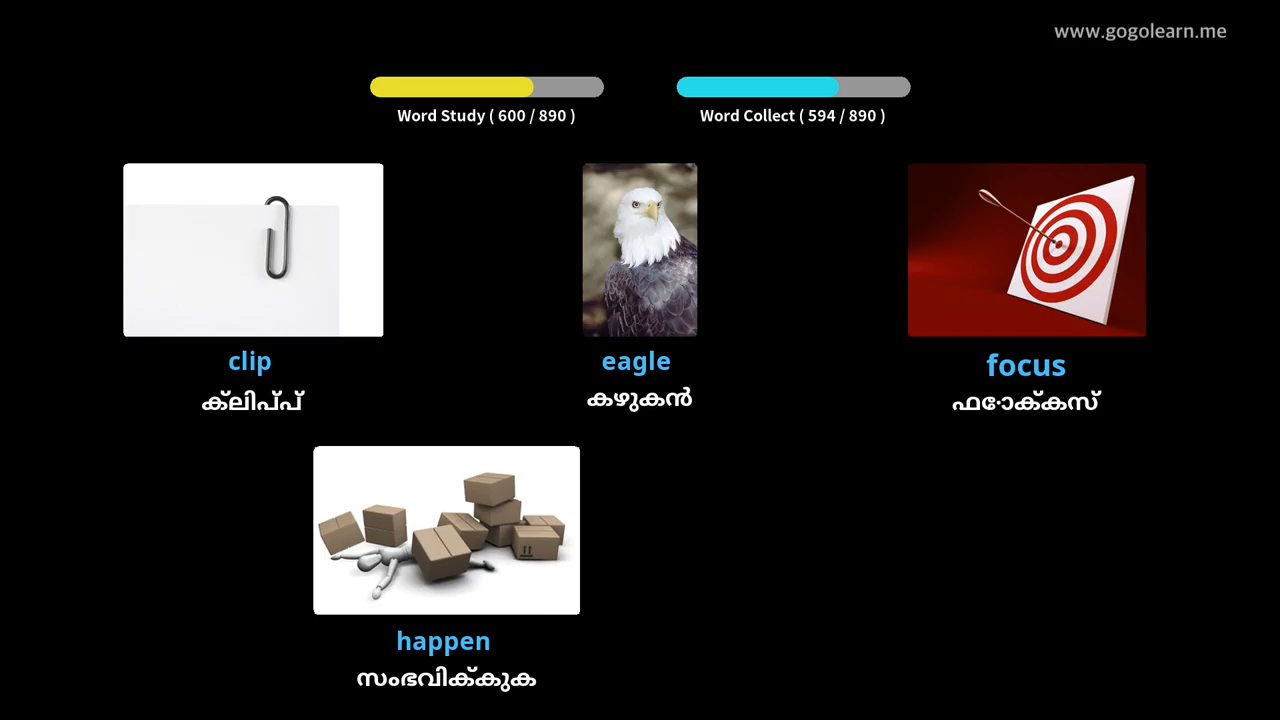 www.gogolearn.me
Word Study ( 600 / 890 )
Word Collect ( 594 / 890 )
clip
ക്ലിപ്പ്
eagle
കഴുകൻ
focus
ഫോക്കസ്
happen
സംഭവിക്കുക